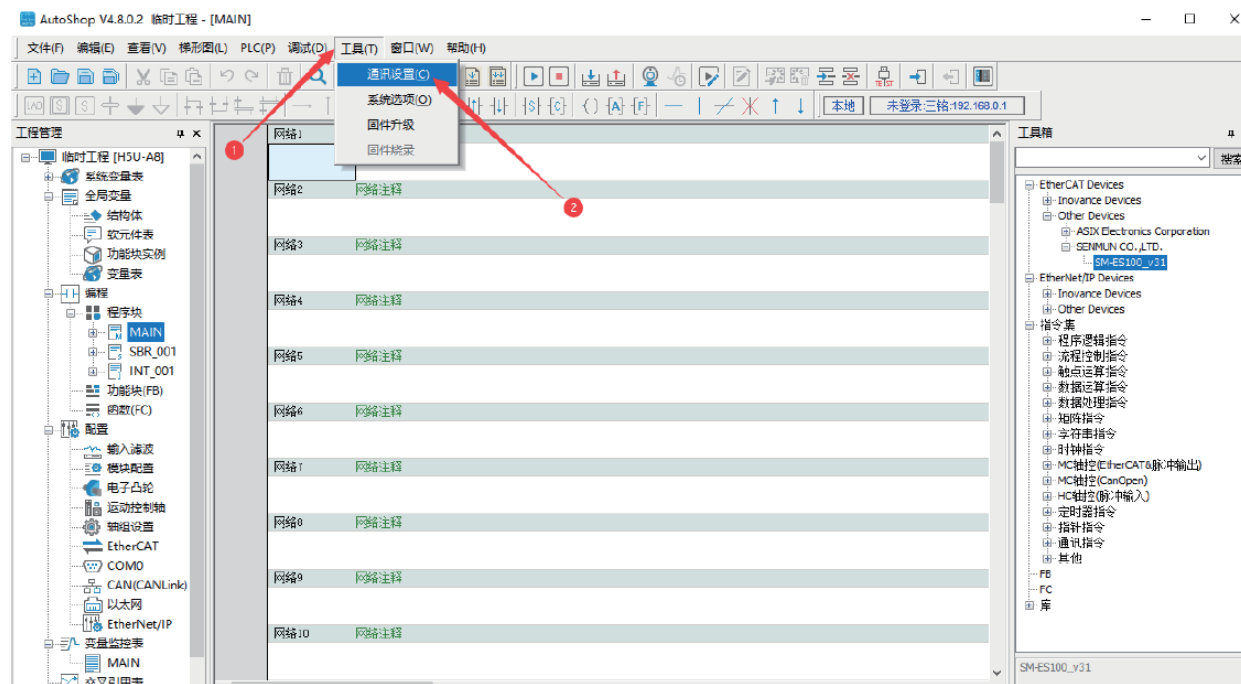 AutoShop V4.8.0.2 临时工程 - [MAIN]
文件(F) 编辑(E) 查看(V) 梯形图(L) PLC(P) 调试(D) 工具(T) 窗口(W) 帮助(H)
通讯设置(C)
系统选项(O)
固件升级
固件烧录
本地 未登录:三铭:192.168.0.1
1
2
工程管理
临时工程 [H5U-A8]
系统变量表
全局变量
结构体
软元件表
功能块实例
变量表
编程
程序块
MAIN
SBR_001
INT_001
功能块(FB)
函数(FC)
配置
输入滤波
模块配置
电子凸轮
运动控制轴
轴组设置
EtherCAT
COM0
CAN(CANLink)
以太网
EtherNet/IP
变量监控表
MAIN
交叉引用表
网络1
网络2 网络注释
网络3 网络注释
网络4 网络注释
网络5 网络注释
网络6 网络注释
网络7 网络注释
网络8 网络注释
网络9 网络注释
网络10 网络注释
工具箱
搜索
EtherCAT Devices
Inovance Devices
Other Devices
ASIX Electronics Corporation
SENMUN CO.,LTD.
SM-ES100_v31
EtherNet/IP Devices
Inovance Devices
Other Devices
指令集
程序逻辑指令
流程控制指令
触点运算指令
数据运算指令
数据处理指令
矩阵指令
字符串指令
时钟指令
MC轴控(EtherCAT&脉冲输出)
MC轴控(CanOpen)
HC轴控(脉冲输入)
定时器指令
指针指令
通讯指令
其他
FB
FC
库
SM-ES100_v31